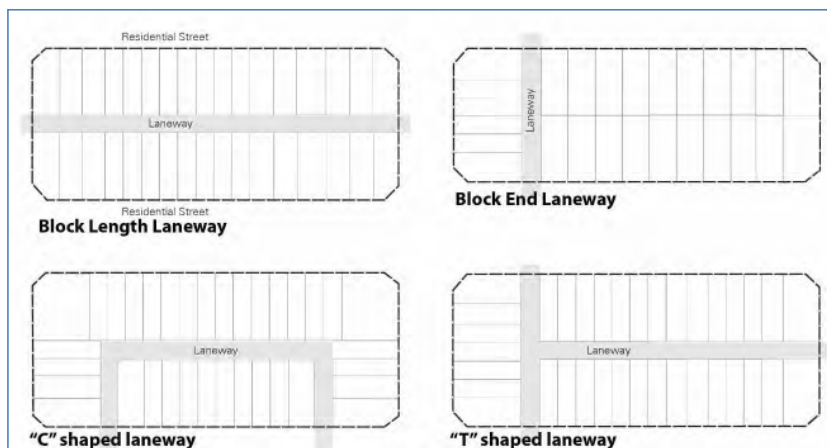 Residential Street
Laneway
Residential Street
Block Length Laneway
Laneway
Block End Laneway
Laneway
"C" shaped laneway
Laneway
"T" shaped laneway